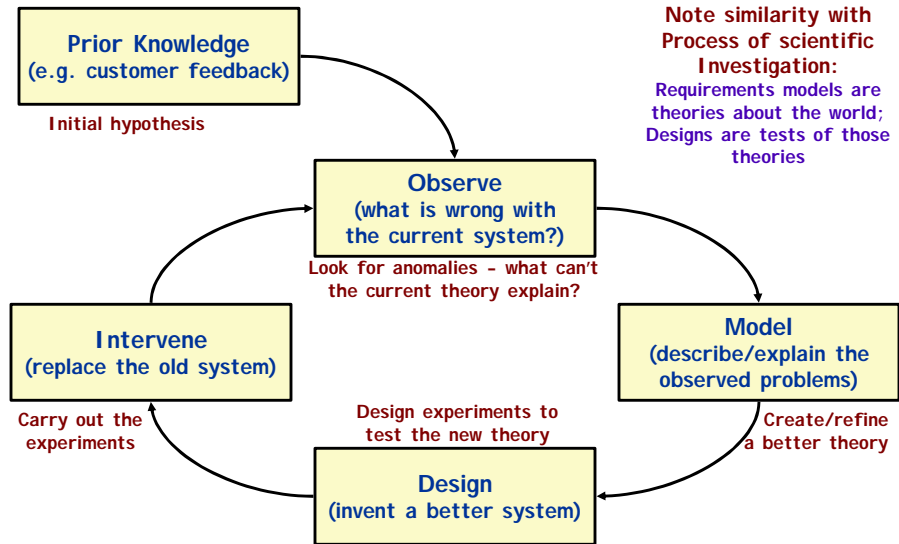 Prior Knowledge
(e.g. customer feedback)
Initial hypothesis
Note similarity with
Process of scientific
Investigation:
Requirements models are
theories about the world;
Designs are tests of those
theories
Observe
(what is wrong with
the current system?)
Look for anomalies – what can't
the current theory explain?
Model
(describe/explain the
observed problems)
Create/refine
a better theory
Design experiments to
test the new theory
Design
(invent a better system)
Intervene
(replace the old system)
Carry out the
experiments